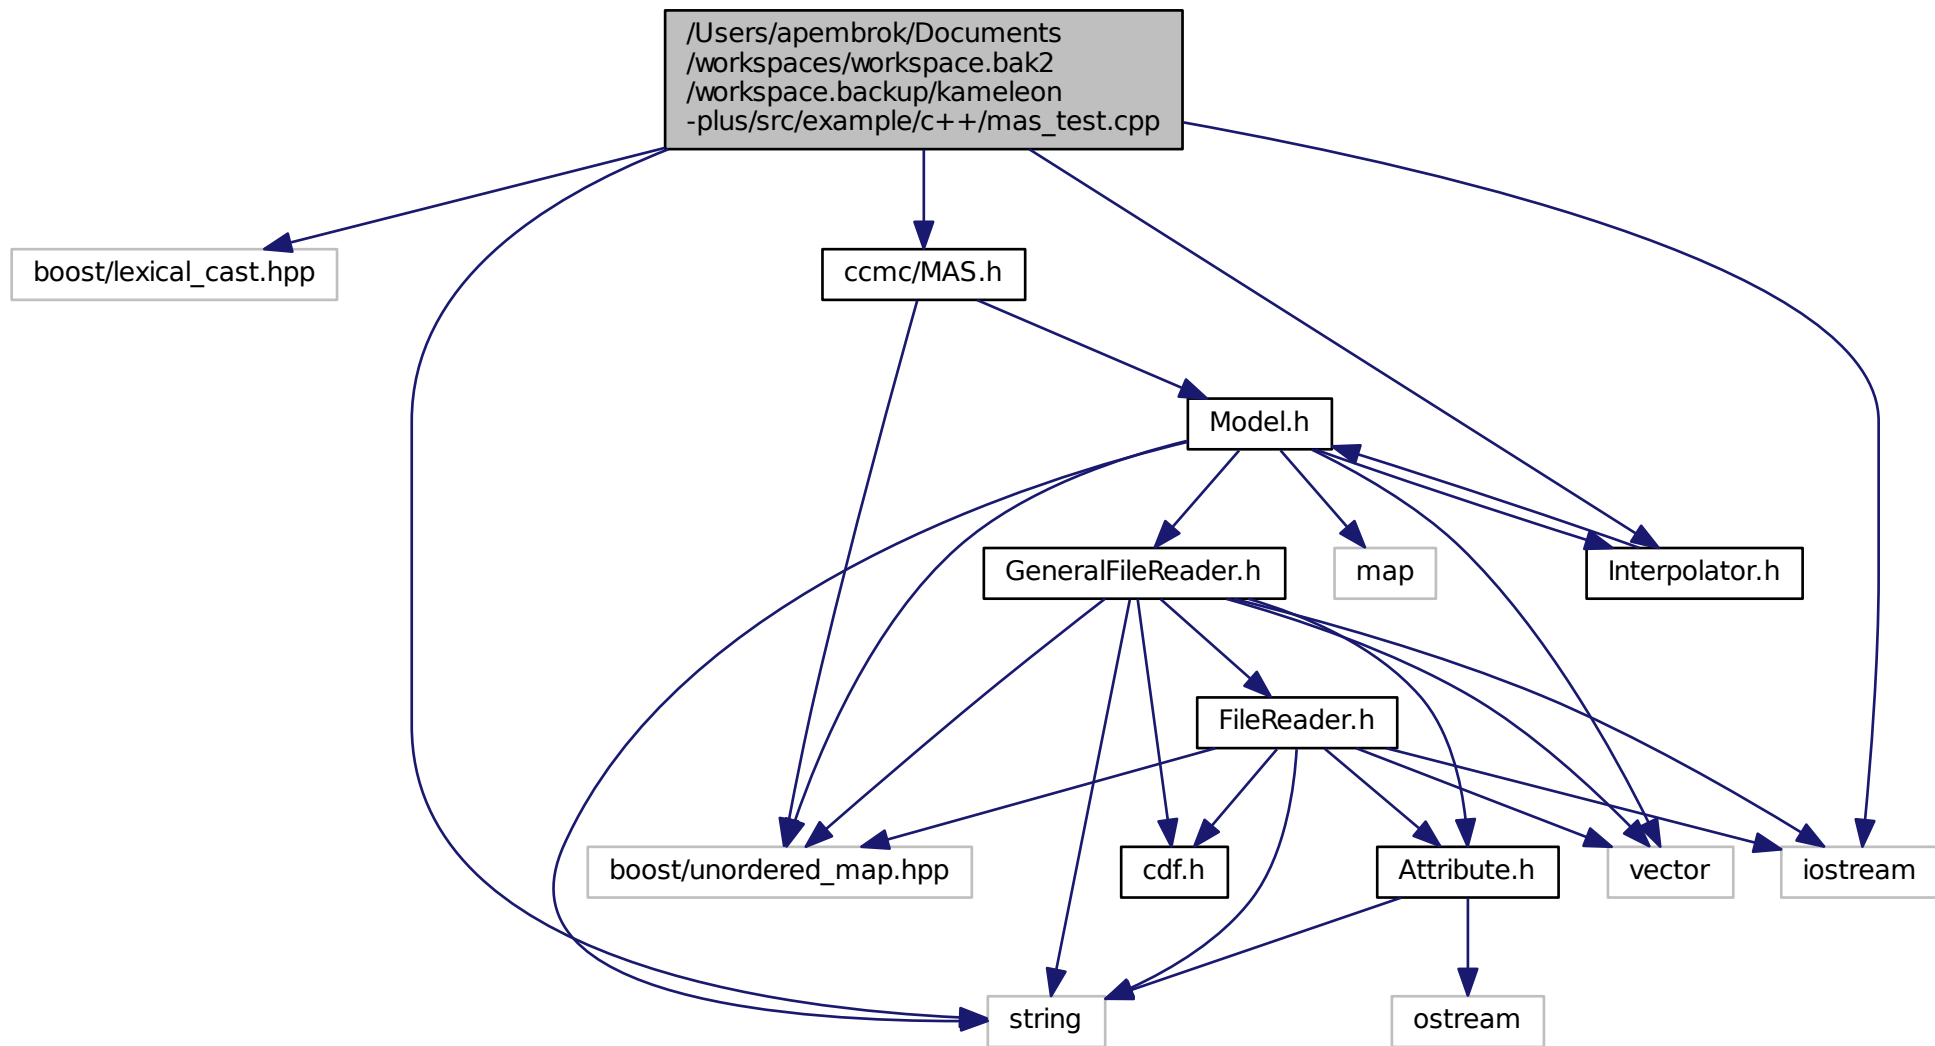 /Users/apembrok/Documents
/workspaces/workspace.bak2
/workspace.backup/kameleon
-plus/src/example/c++/mas_test.cpp
boost/lexical_cast.hpp
ccmc/MAS.h
Model.h
GeneralFileReader.h
map
Interpolator.h
FileReader.h
boost/unordered_map.hpp
cdf.h
Attribute.h
vector
iostream
string
ostream